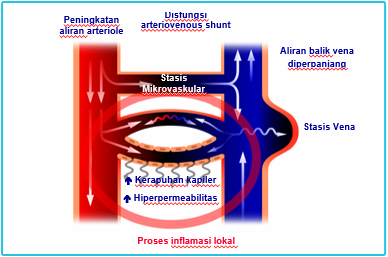 Peningkatan
aliran arteriole
Disfungsi
arteriovenous shunt
Aliran balik vena
diperpanjang
Stasis
Mikrovaskular
Stasis Vena
Kerapuhan kapiler
Hiperpermeabilitas
Proses inflamasi lokal